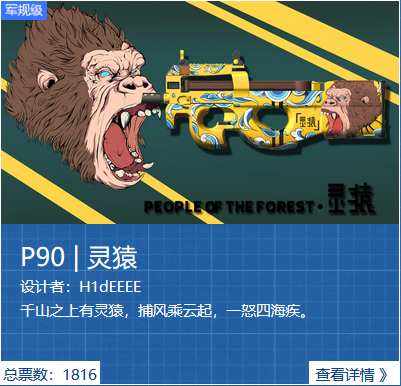 军规级
灵猿
PEOPLE OF THE FOREST·灵猿
P90 | 灵猿
设计者：H1dEEEE
千山之上有灵猿，捕风乘云起，一怒四海疾。
总票数：1816
查看详情 》